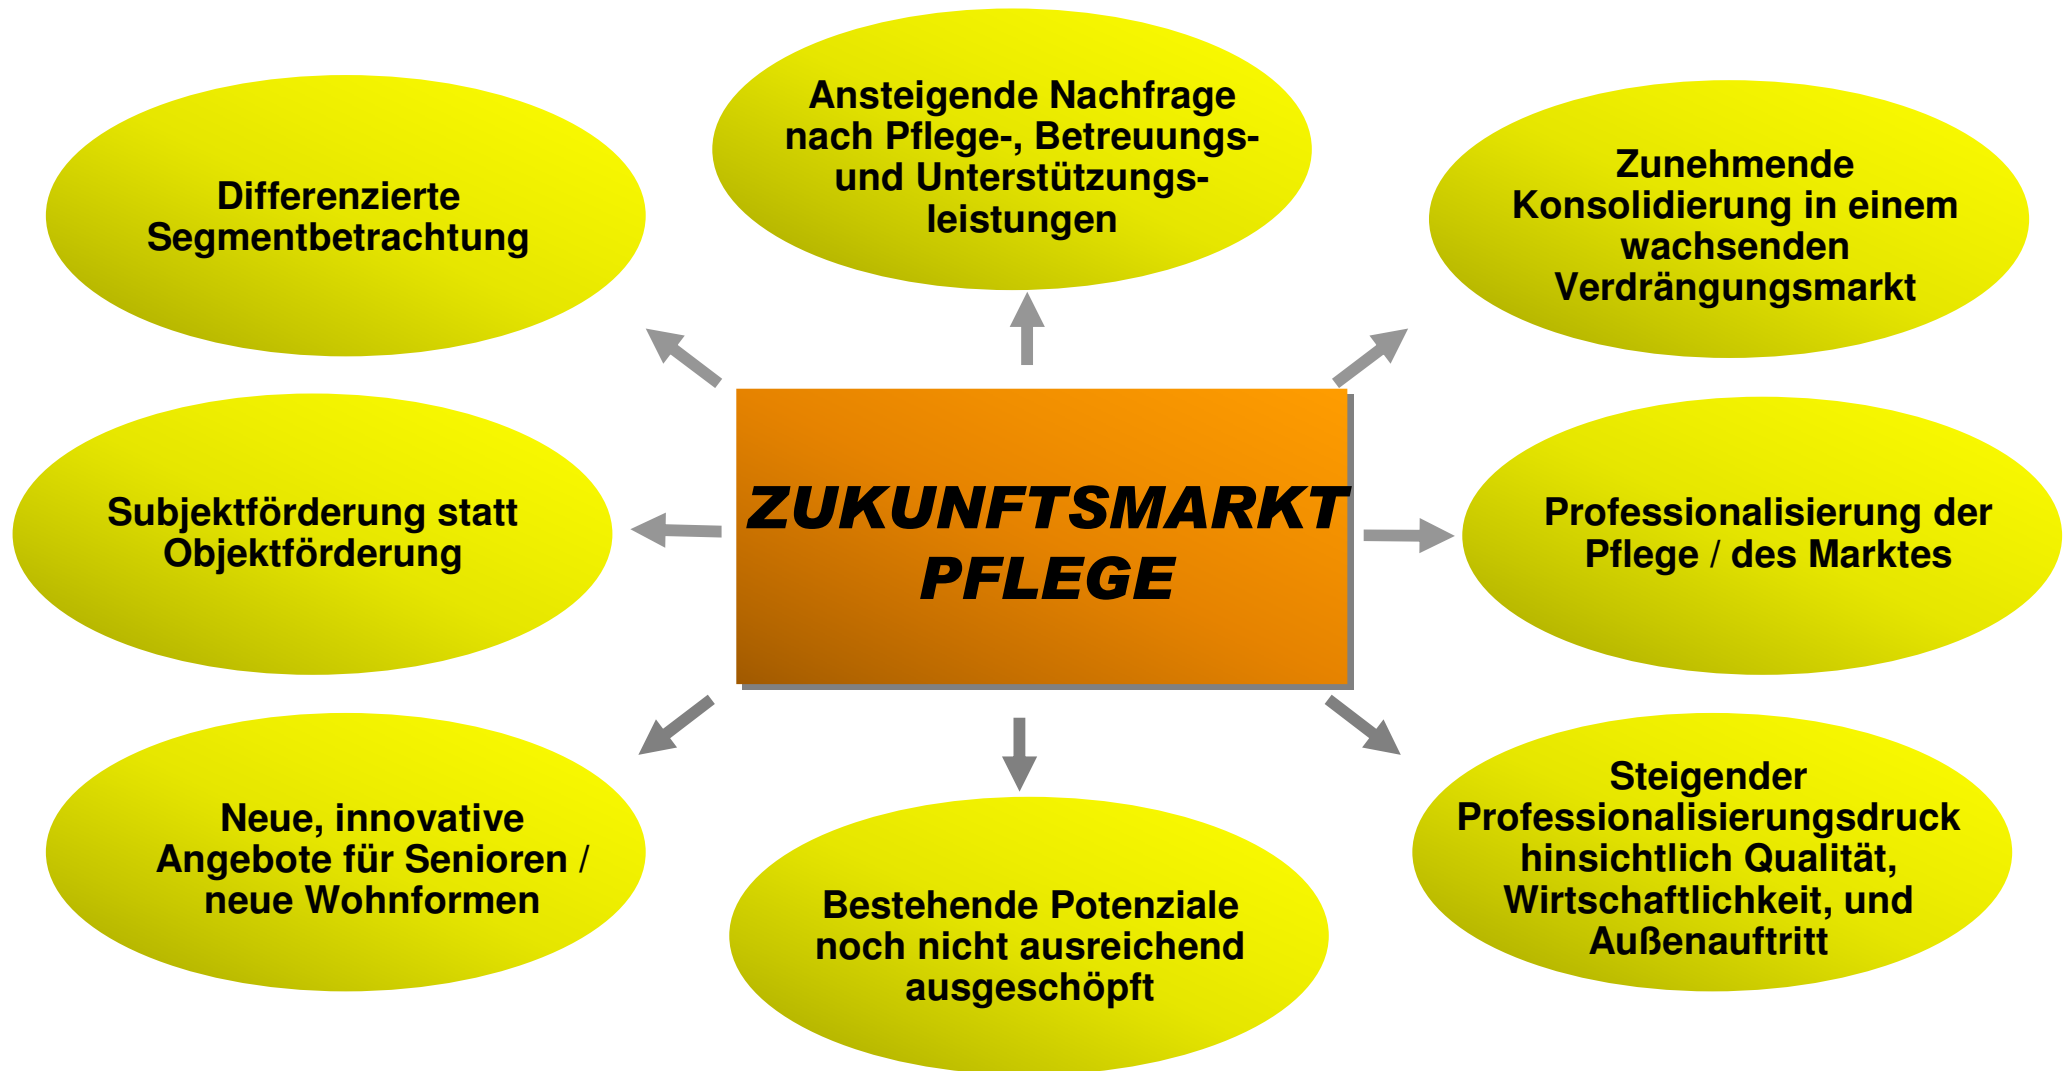 Ansteigende Nachfrage
nach Pflege-, Betreuungs-
und Unterstützungs-
leistungen
Differenzierte
Segmentbetrachtung
Zunehmende
Konsolidierung in einem
wachsenden
Verdrängungsmarkt
Subjektförderung statt
Objektförderung
ZUKUNFTSMARKT
PFLEGE
Professionalisierung der
Pflege / des Marktes
Neue, innovative
Angebote für Senioren /
neue Wohnformen
Bestehende Potenziale
noch nicht ausreichend
ausgeschöpft
Steigender
Professionalisierungsdruck
hinsichtlich Qualität,
Wirtschaftlichkeit, und
Außenauftritt